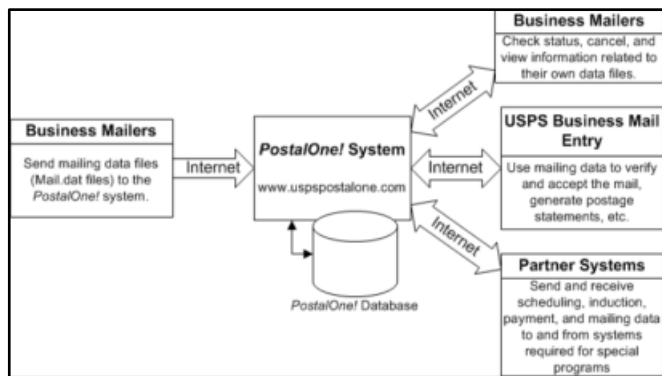 Business Mailers
Send mailing data files
(Mail.dat files) to the
PostalOne! system.
Internet
PostalOne! System
www.uspspostalone.com
PostalOne! Database
Internet
Business Mailers
Check status, cancel, and
view information related to
their own data files.
Internet
USPS Business Mail
Entry
Use mailing data to verify
and accept the mail,
generate postage
statements, etc.
Internet
Partner Systems
Send and receive
scheduling, induction,
payment, and mailing data
to and from systems
required for special
programs